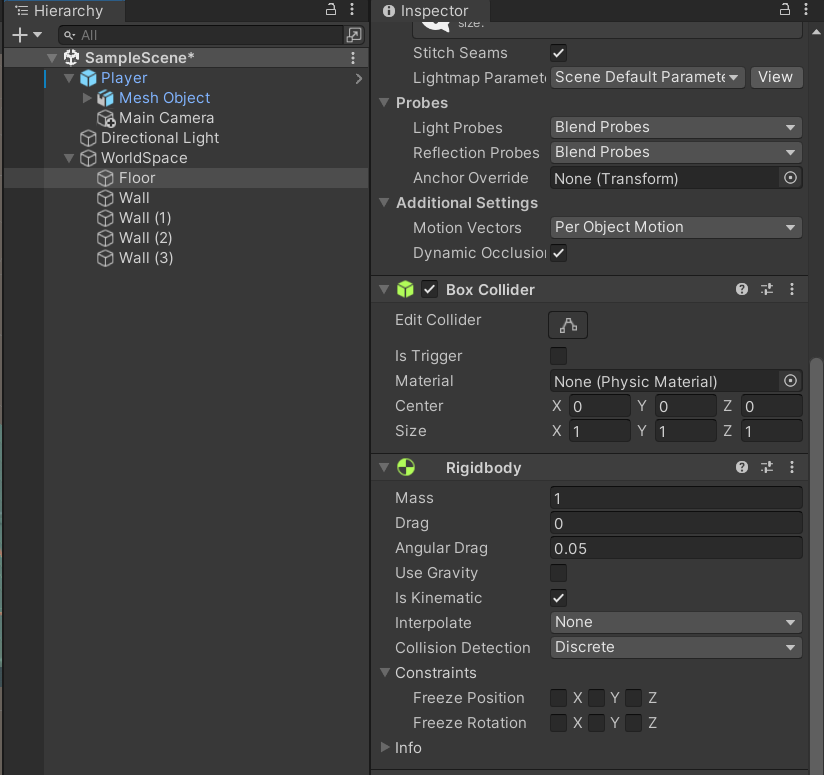 Hierarchy
All
SampleScene*
Player
Mesh Object
Main Camera
Directional Light
WorldSpace
Floor
Wall
Wall (1)
Wall (2)
Wall (3)
Inspector
size.
Stitch Seams
Lightmap Paramete Scene Default Paramete View
Probes
Light Probes Blend Probes
Reflection Probes Blend Probes
Anchor Override None (Transform)
Additional Settings
Motion Vectors Per Object Motion
Dynamic Occlusion
Box Collider
Edit Collider
Is Trigger
Material None (Physic Material)
Center X 0 Y 0 Z 0
Size X 1 Y 1 Z 1
Rigidbody
Mass 1
Drag 0
Angular Drag 0.05
Use Gravity
Is Kinematic
Interpolate None
Collision Detection Discrete
Constraints
Freeze Position X Y Z
Freeze Rotation X Y Z
Info